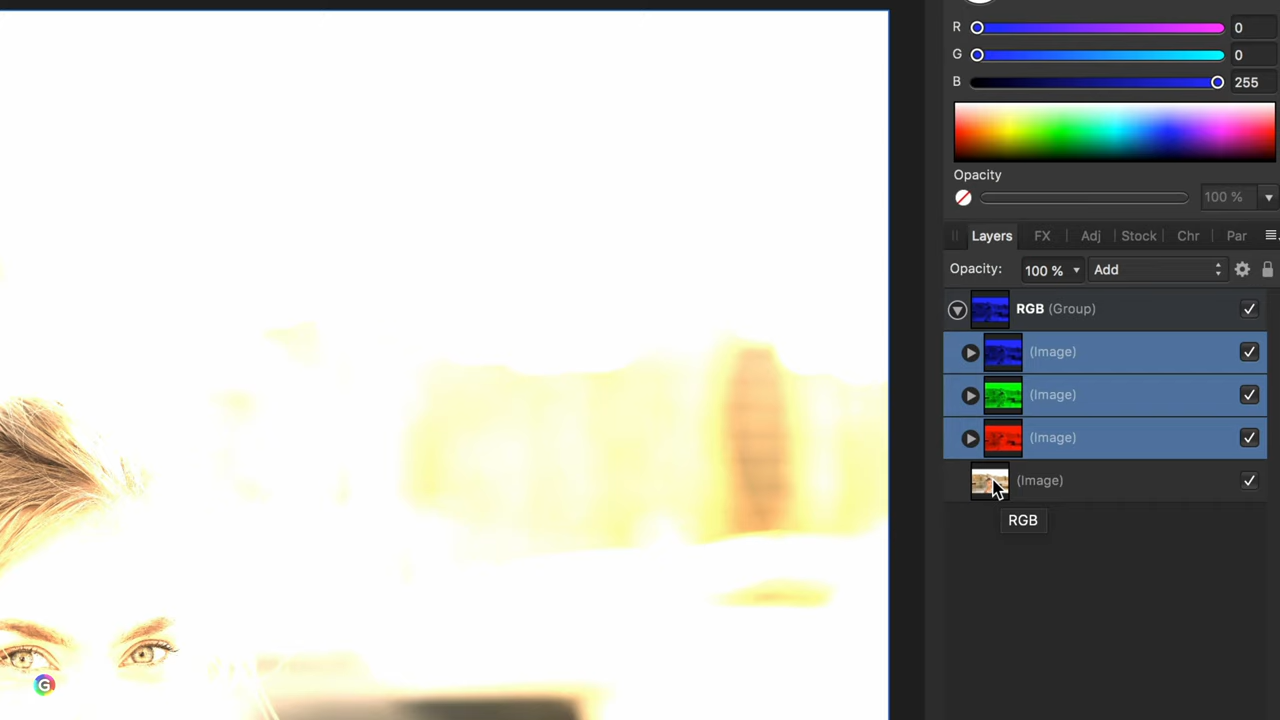 R 0
G 0
B 255
Opacity
100 %
Layers FX Adj Stock Chr Par
Opacity: 100 % Add
RGB (Group)
(Image)
(Image)
(Image)
(Image)
RGB
G